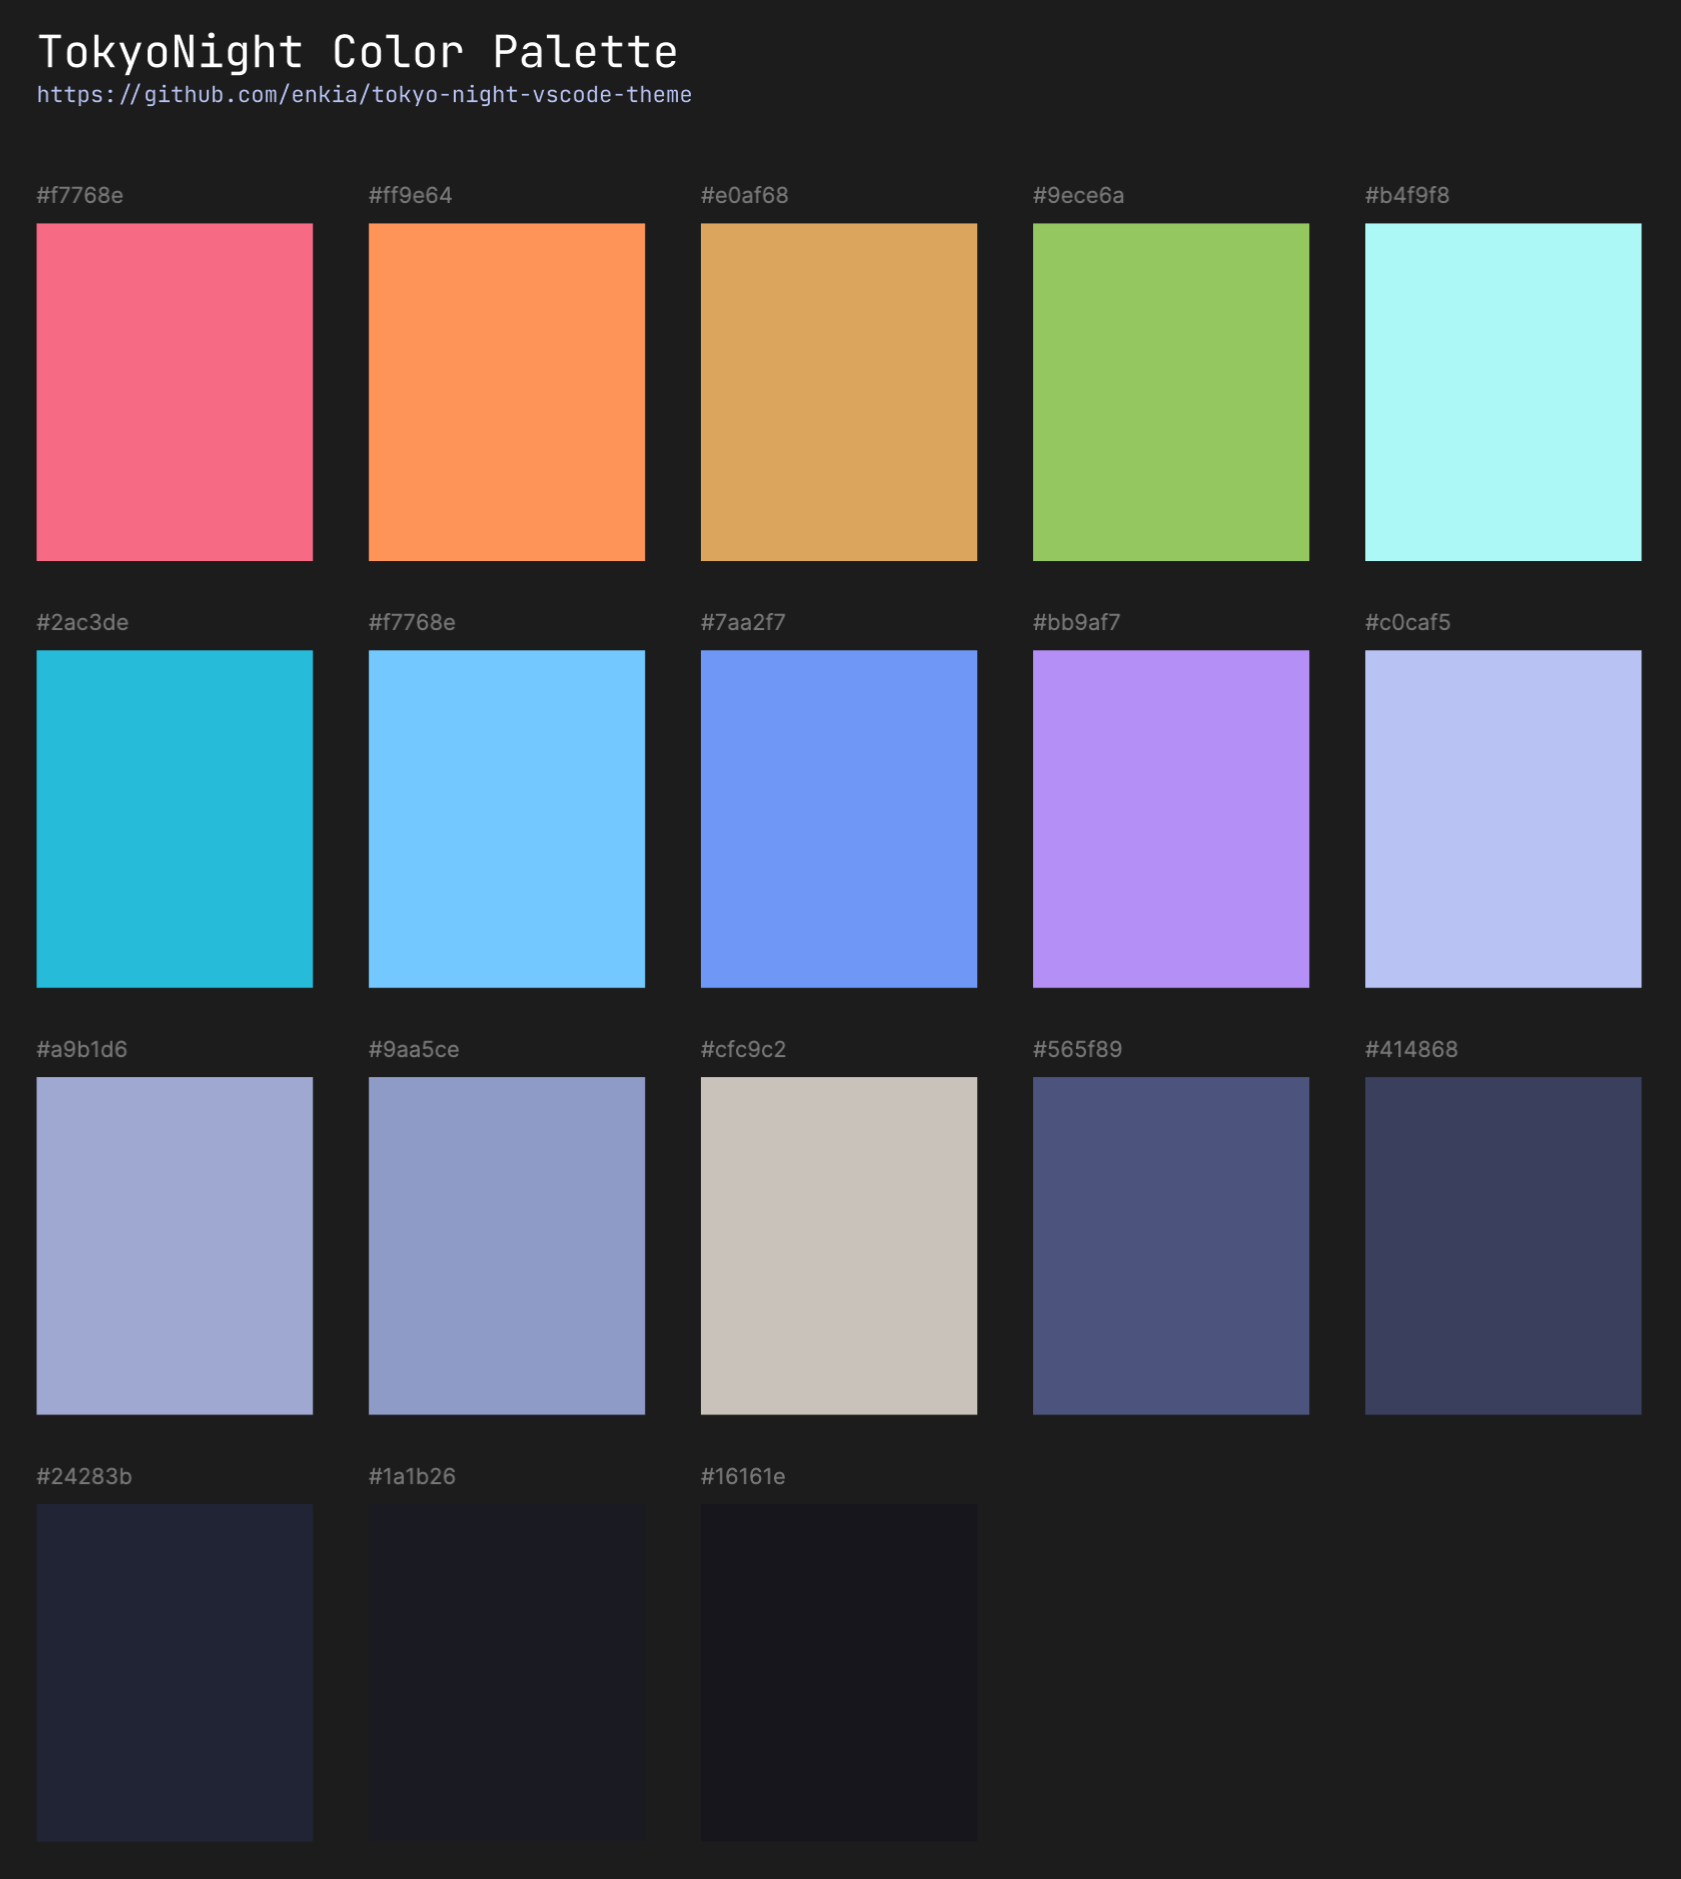 TokyoNight Color Palette
https://github.com/enkia/tokyo-night-vscode-theme
#f7768e #ff9e64 #e0af68 #9ece6a #b4f9f8
#2ac3de #f7768e #7aa2f7 #bb9af7 #c0caf5
#a9b1d6 #9aa5ce #cfc9c2 #565f89 #414868
#24283b #1a1b26 #16161e